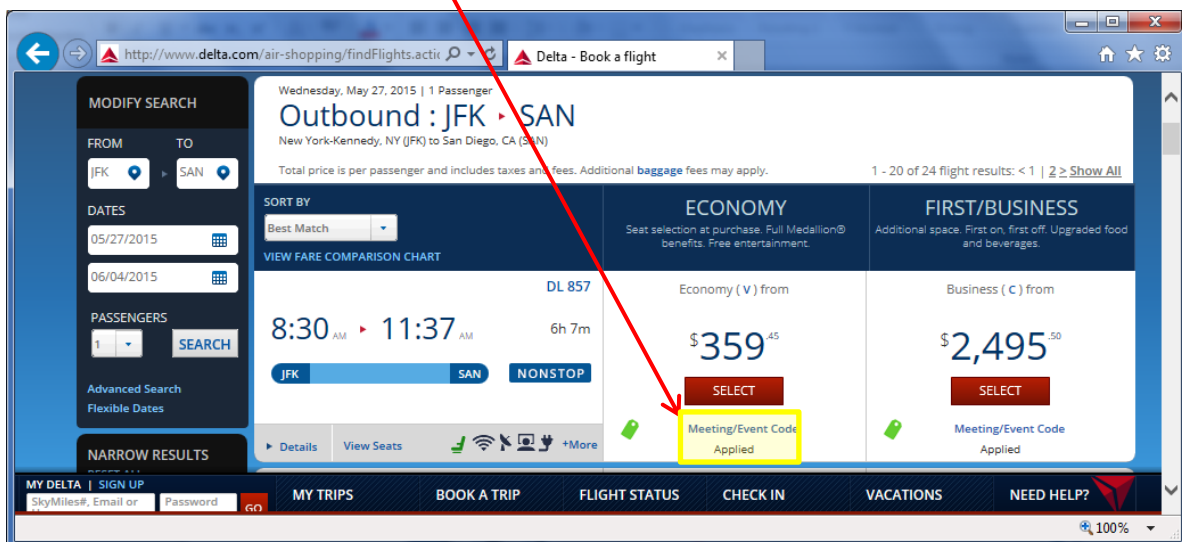 http://www.delta.com/air-shopping/findFlights.actic
Delta - Book a flight
MODIFY SEARCH
FROM TO
JFK SAN
DATES
05/27/2015
06/04/2015
PASSENGERS
1 SEARCH
Advanced Search
Flexible Dates
NARROW RESULTS
Wednesday, May 27, 2015 | 1 Passenger
Outbound : JFK SAN
New York-Kennedy, NY (JFK) to San Diego, CA (SAN)
Total price is per passenger and includes taxes and fees. Additional baggage fees may apply.
1 - 20 of 24 flight results: < 1 | 2 > Show All
SORT BY
Best Match
VIEW FARE COMPARISON CHART
ECONOMY
Seat selection at purchase. Full Medallion®
benefits. Free entertainment.
FIRST/BUSINESS
Additional space. First on, first off. Upgraded food
and beverages.
DL 857
8:30 AM 11:37 AM 6h 7m
JFK SAN NONSTOP
Details View Seats +More
Economy ( V ) from
$359.45
SELECT
Meeting/Event Code
Applied
Business ( C ) from
$2,495.50
SELECT
Meeting/Event Code
Applied
MY DELTA | SIGN UP
SkyMiles#, Email or Password GO
MY TRIPS BOOK A TRIP FLIGHT STATUS CHECK IN VACATIONS NEED HELP?
100%